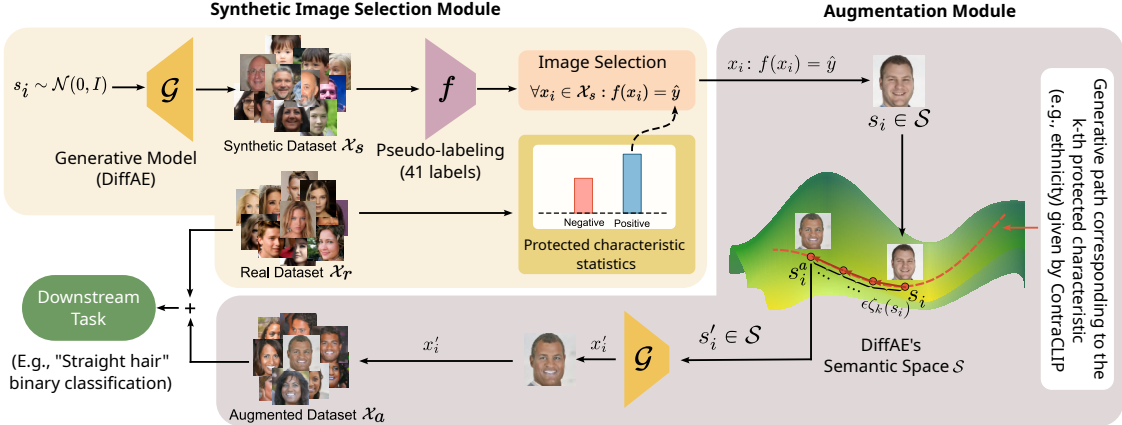 Synthetic Image Selection Module
Augmentation Module
s_i ∼ 𝒩(0, I)
𝒢
Generative Model
(DiffAE)
Synthetic Dataset 𝒳_s
f
Pseudo-labeling
(41 labels)
Image Selection
∀x_i ∈ 𝒳_s : f(x_i) = ŷ
Negative
Positive
Protected characteristic
statistics
Real Dataset 𝒳_r
x_i : f(x_i) = ŷ
s_i ∈ 𝒮
s_i^a
...
...
s_i
ϵζ_k(s_i)
DiffAE's
Semantic Space 𝒮
Generative path corresponding to the
k-th protected characteristic
(e.g., ethnicity) given by ContraCLIP
s'_i ∈ 𝒮
𝒢
x'_i
x'_i
Augmented Dataset 𝒳_a
+
Downstream
Task
(E.g., "Straight hair"
binary classification)